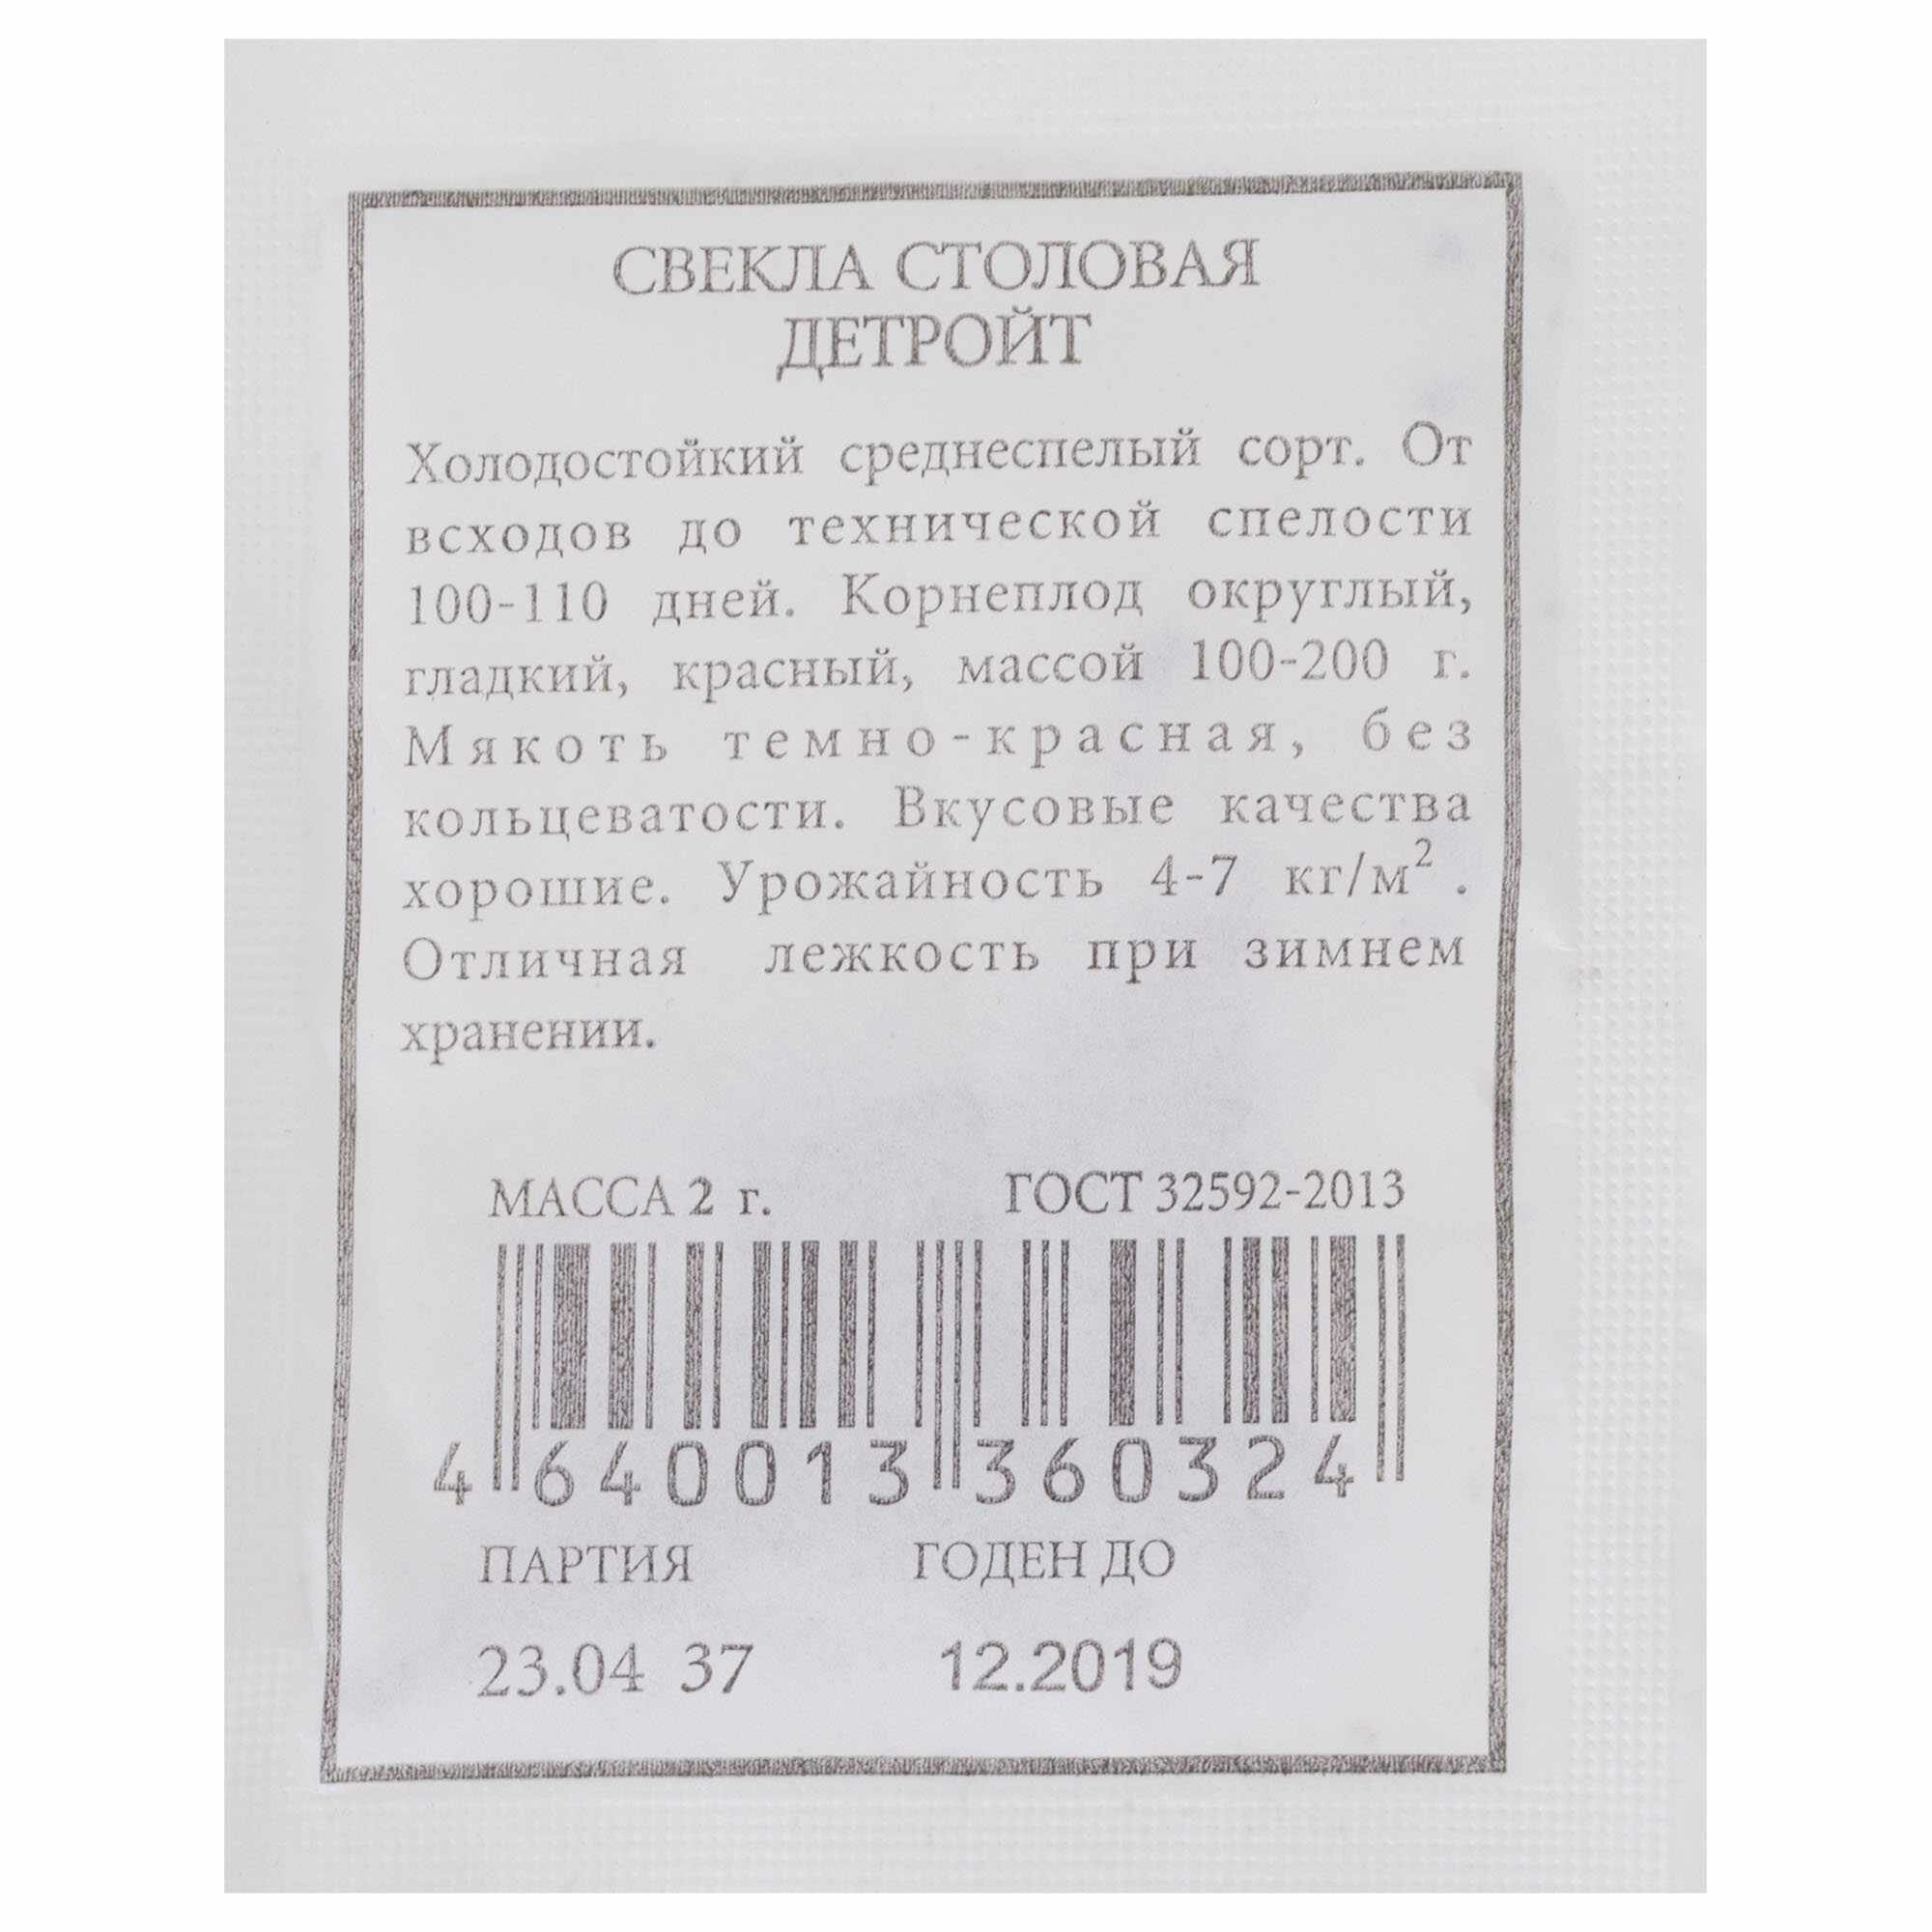 СВЕКЛА СТОЛОВАЯ
ДЕТРОЙТ
Холодостойкий среднеспелый сорт. От
всходов до технической спелости
100-110 дней. Корнеплод округлый,
гладкий, красный, массой 100-200 г.
Мякоть темно-красная, без
кольцеватости. Вкусовые качества
хорошие. Урожайность 4-7 кг/м².
Отличная лежкость при зимнем
хранении.
МАССА 2 г. ГОСТ 32592-2013
4 640013 360324
ПАРТИЯ ГОДЕН ДО
23.04 37 12.2019